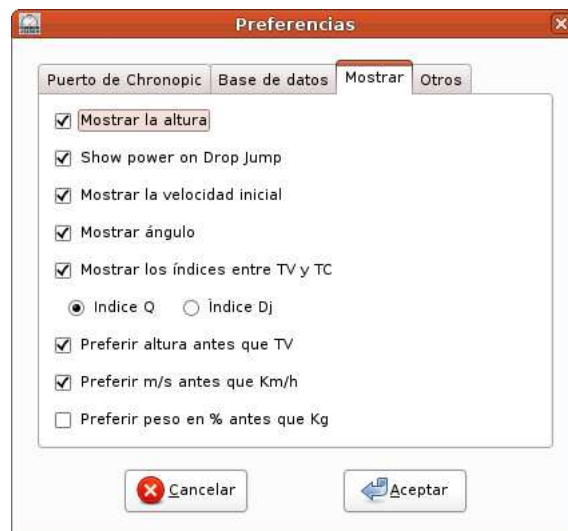 Preferencias
Puerto de Chronopic Base de datos Mostrar Otros
Mostrar la altura
Show power on Drop Jump
Mostrar la velocidad inicial
Mostrar ángulo
Mostrar los índices entre TV y TC
Indice Q Ìndice Dj
Preferir altura antes que TV
Preferir m/s antes que Km/h
Preferir peso en % antes que Kg
Cancelar Aceptar